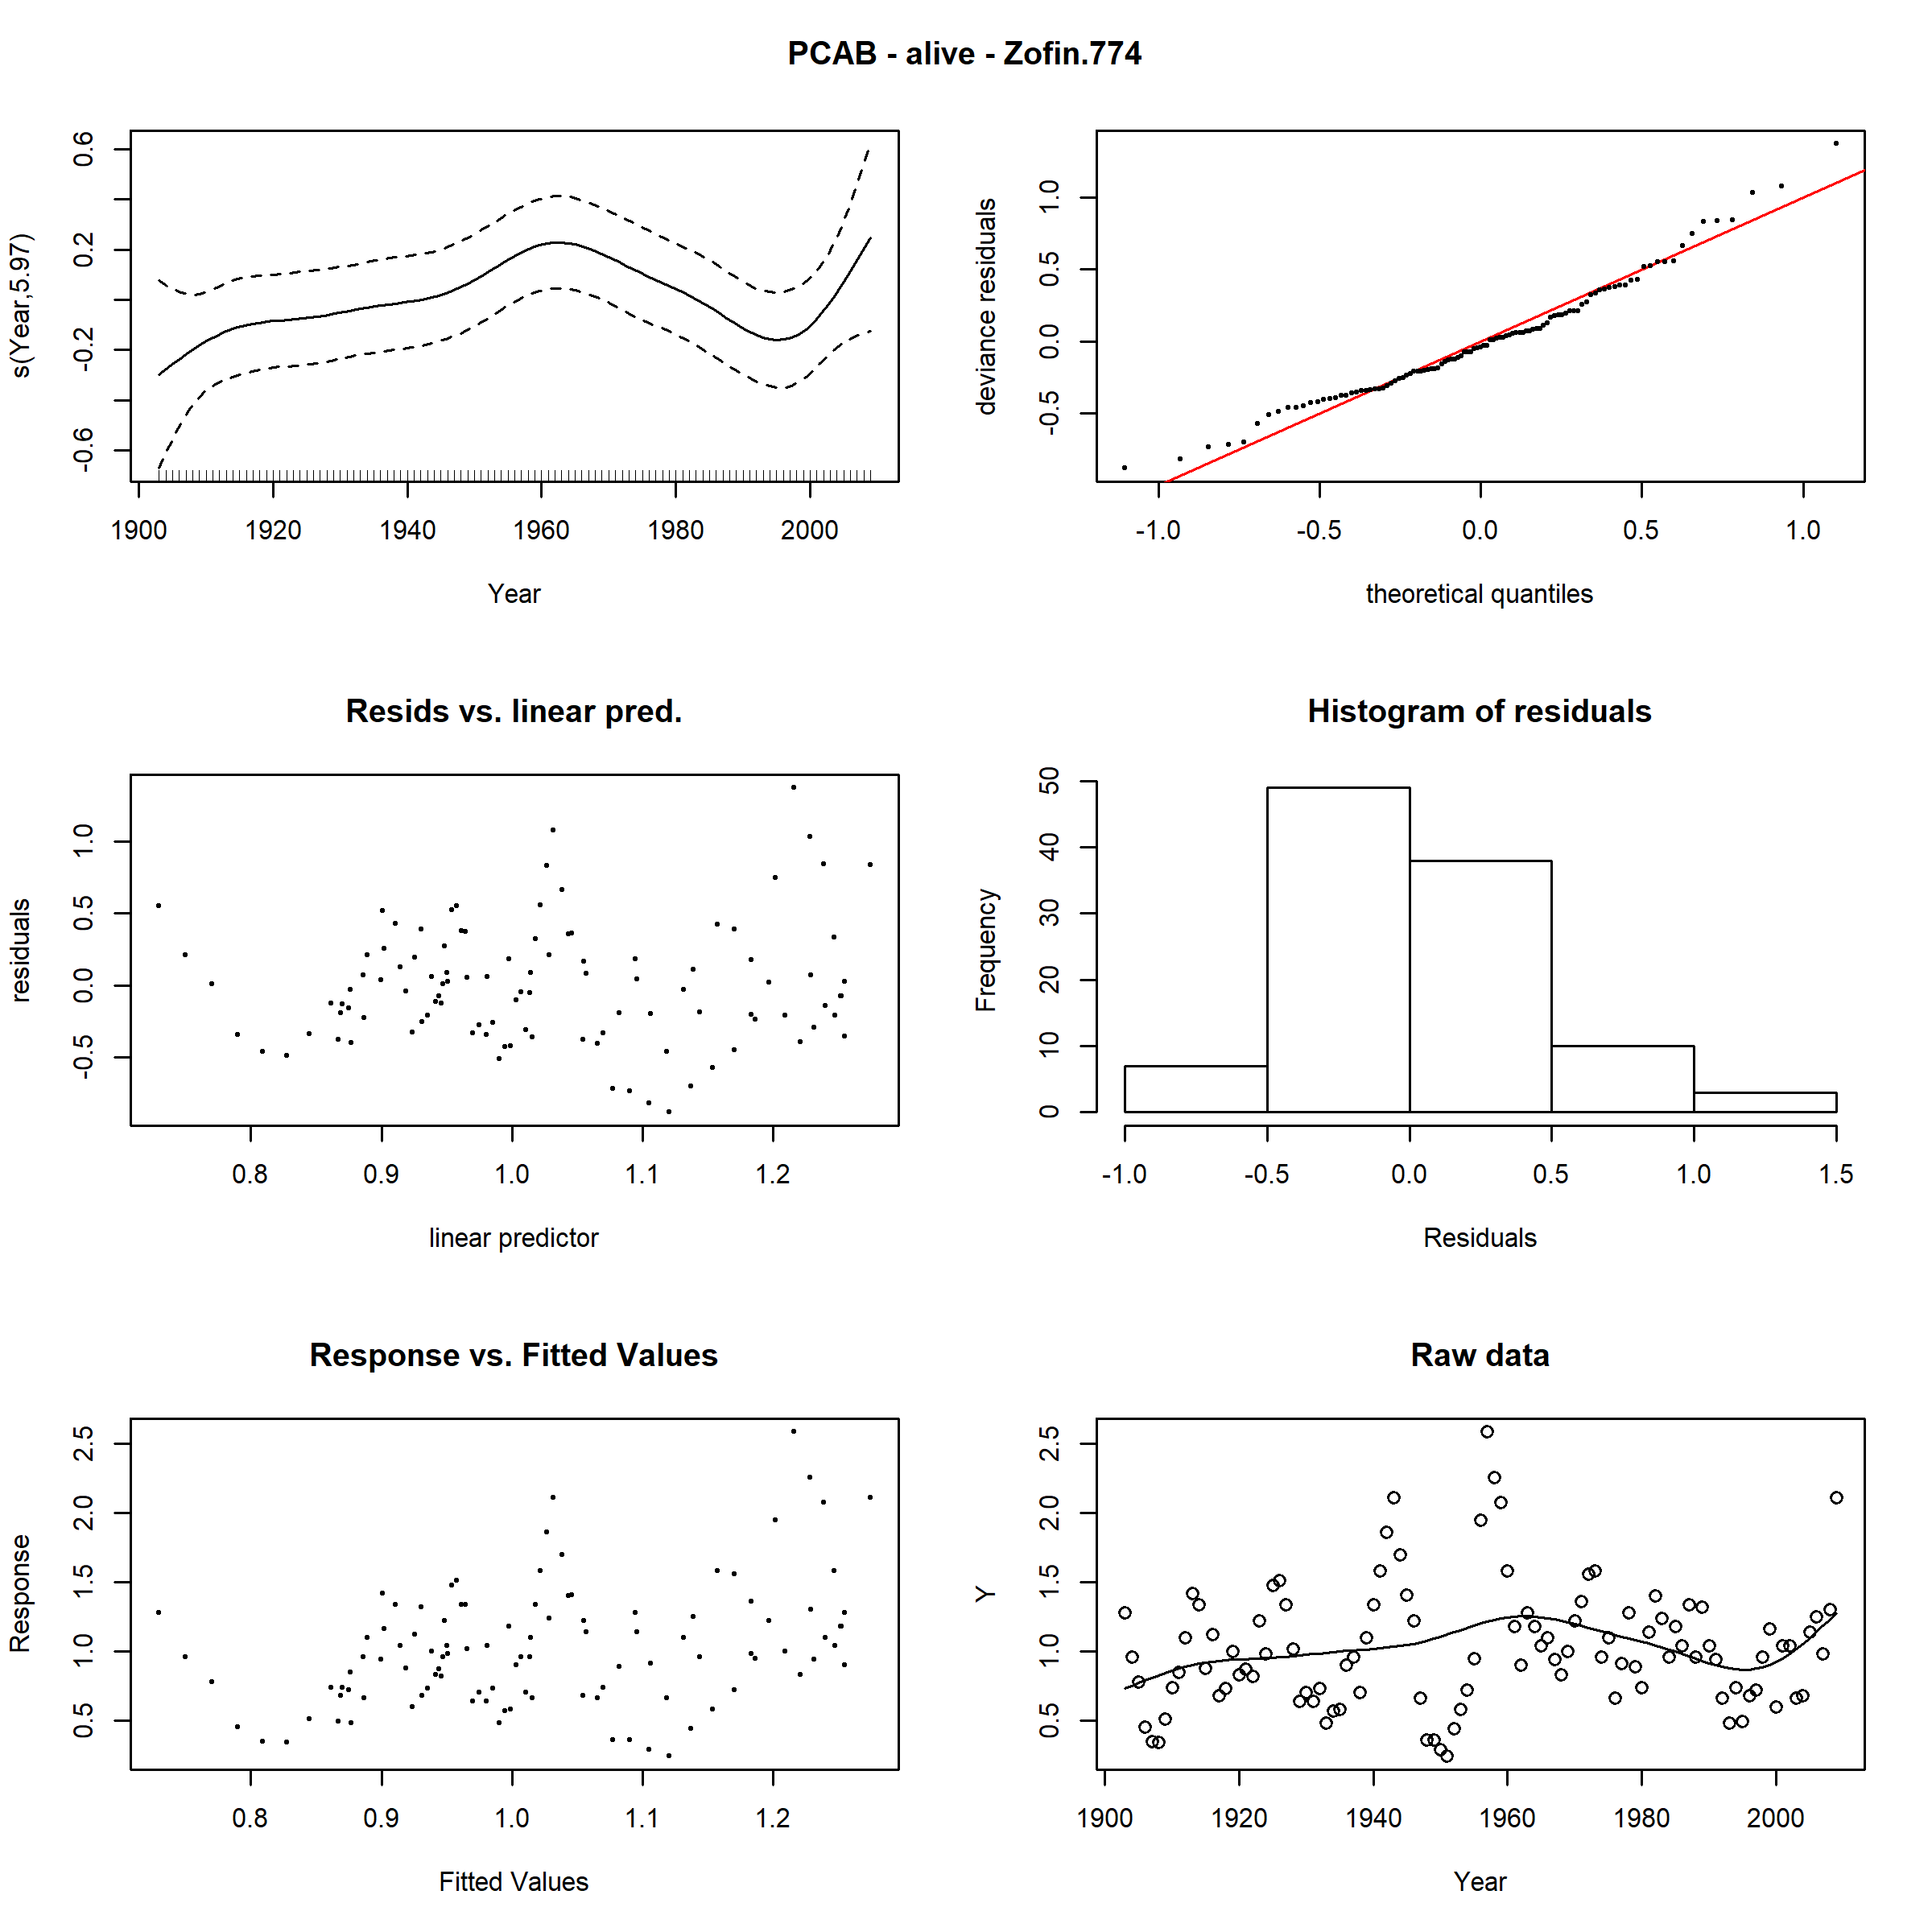 PCAB - alive - Zofin.774
s(Year,5.97)
-0.6 -0.2 0.2 0.6
1900 1920 1940 1960 1980 2000
Year
deviance residuals
-0.5 0.0 0.5 1.0
-1.0 -0.5 0.0 0.5 1.0
theoretical quantiles
Resids vs. linear pred.
residuals
-0.5 0.0 0.5 1.0
0.8 0.9 1.0 1.1 1.2
linear predictor
Histogram of residuals
Frequency
0 10 20 30 40 50
-1.0 -0.5 0.0 0.5 1.0 1.5
Residuals
Response vs. Fitted Values
Response
0.5 1.0 1.5 2.0 2.5
0.8 0.9 1.0 1.1 1.2
Fitted Values
Raw data
Y
0.5 1.0 1.5 2.0 2.5
1900 1920 1940 1960 1980 2000
Year